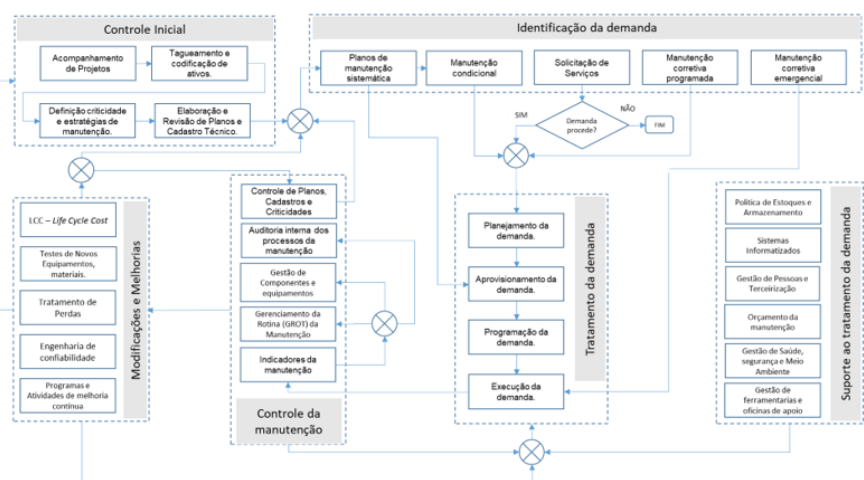 Controle Inicial
Acompanhamento
de Projetos
Tagueamento e
codificação de
ativos.
Definição criticidade
e estratégias de
manutenção.
Elaboração e
Revisão de Planos e
Cadastro Técnico.
Identificação da demanda
Planos de
manutenção
sistemática
Manutenção
condicional
Solicitação de
Serviços
Manutenção
corretiva
programada
Manutenção
corretiva
emergencial
SIM
Demanda
procede?
NÃO
FIM
LCC – Life Cycle Cost
Testes de Novos
Equipamentos,
materiais.
Tratamento de
Perdas
Engenharia de
confiabilidade
Programas e
Atividades de melhoria
contínua
Modificações e Melhorias
Controle de Planos,
Cadastros e
Criticidades
Auditoria interna dos
processos da
manutenção
Gestão de
Componentes e
equipamentos
Gerenciamento da
Rotina (GROT) da
Manutenção
Indicadores da
manutenção
Controle da
manutenção
Planejamento da
demanda.
Aprovisionamento da
demanda.
Programação da
demanda.
Execução da
demanda.
Tratamento da demanda
Política de Estoques e
Armazenamento
Sistemas
Informatizados
Gestão de Pessoas e
Terceirização
Orçamento da
manutenção
Gestão de Saúde,
segurança e Meio
Ambiente
Gestão de
ferramentarias e
oficinas de apoio
Suporte ao tratamento da demanda